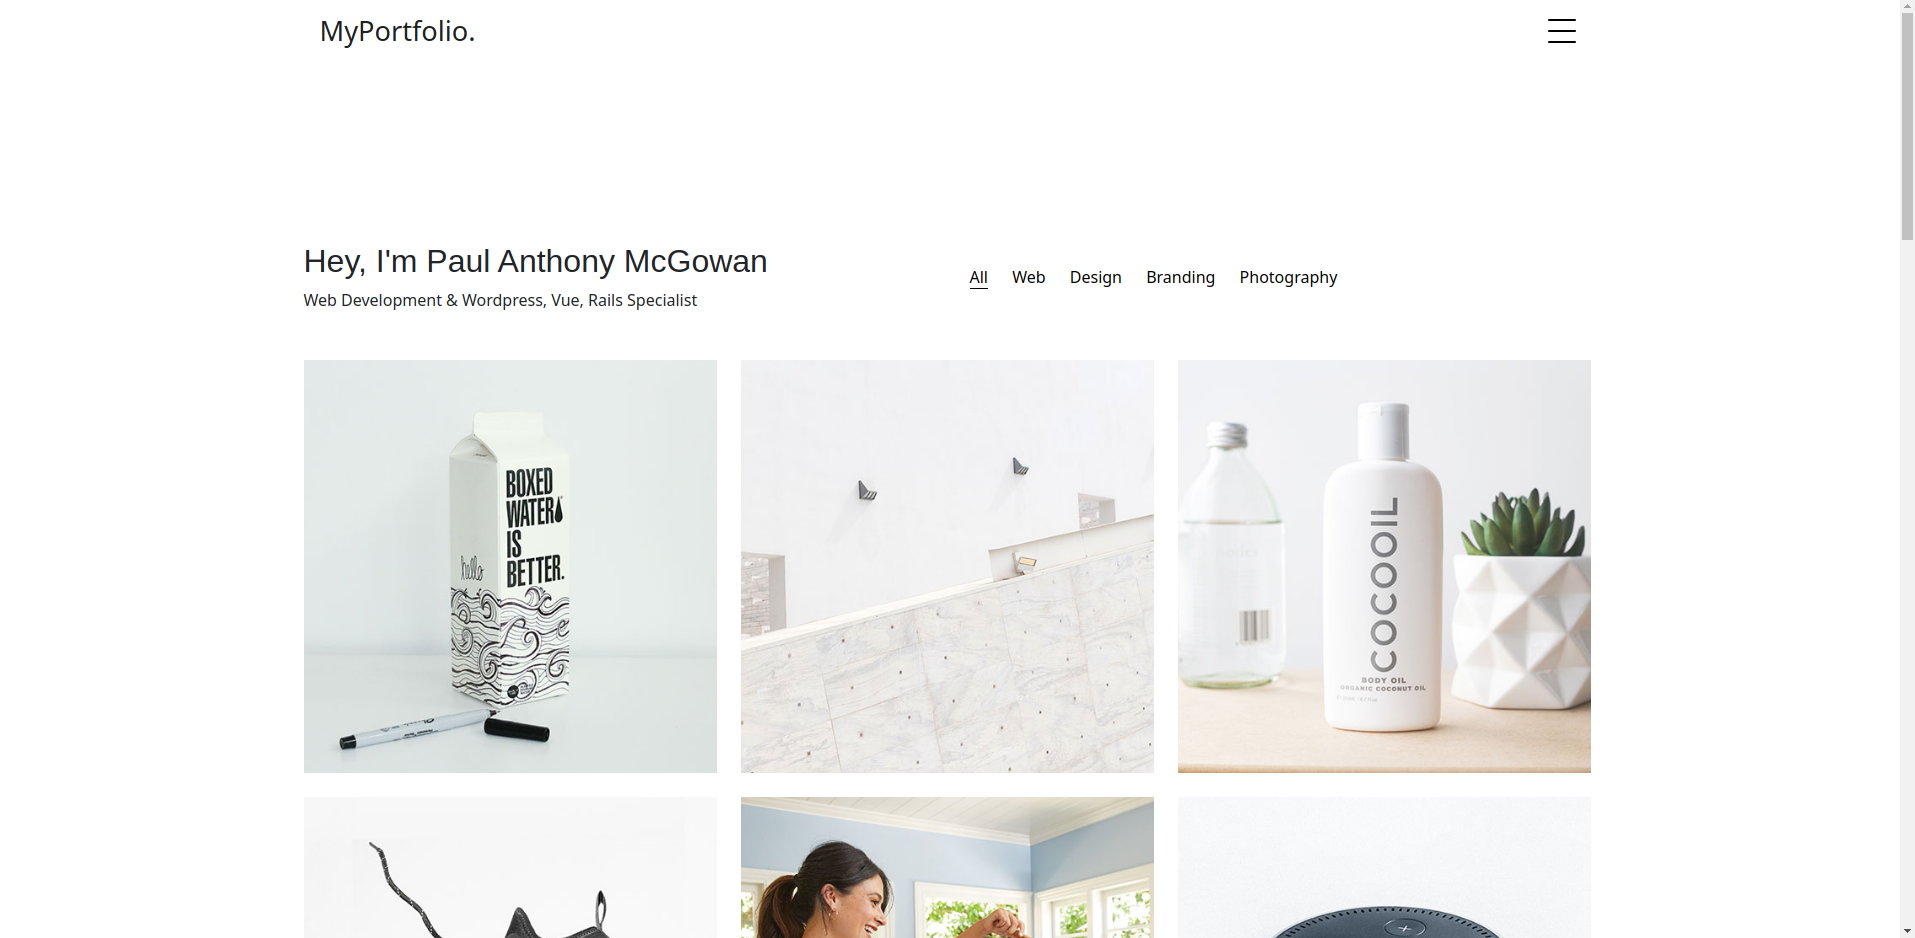 MyPortfolio.
Hey, I'm Paul Anthony McGowan
Web Development & Wordpress, Vue, Rails Specialist
All Web Design Branding Photography
BOXED
WATER
IS
BETTER.
hello
COCOOIL
BODY OIL
ORGANIC COCONUT OIL